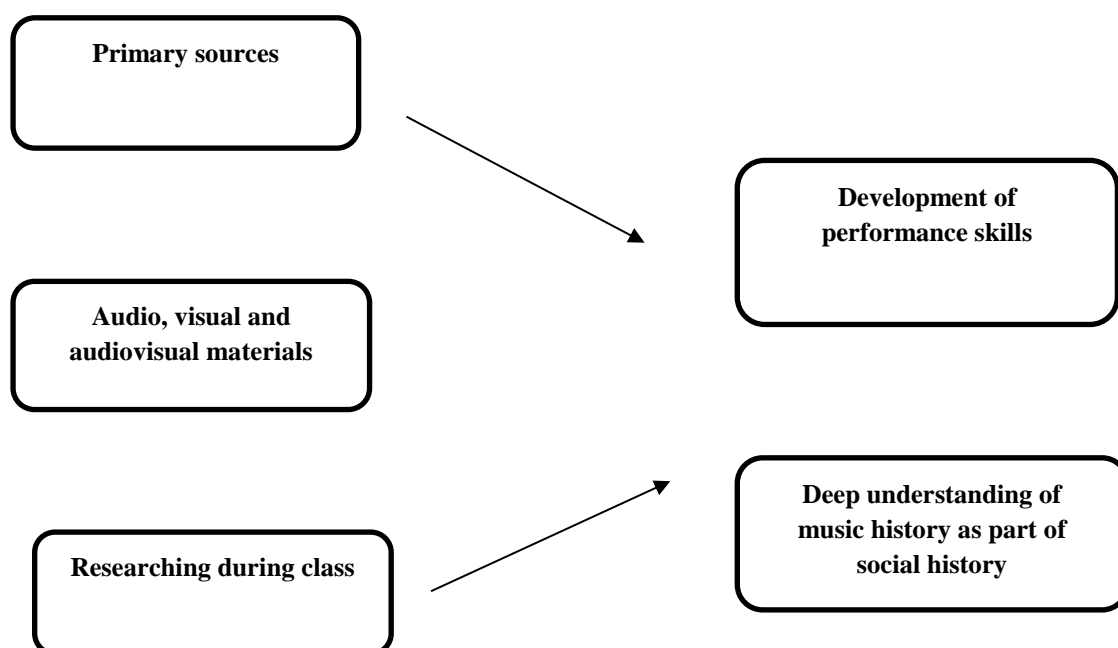 Primary sources
Audio, visual and
audiovisual materials
Researching during class
Development of
performance skills
Deep understanding of
music history as part of
social history